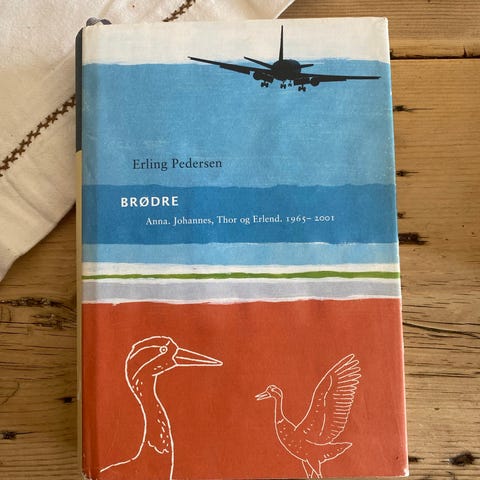 Erling Pedersen
BRØDRE
Anna. Johannes, Thor og Erlend. 1965– 2001